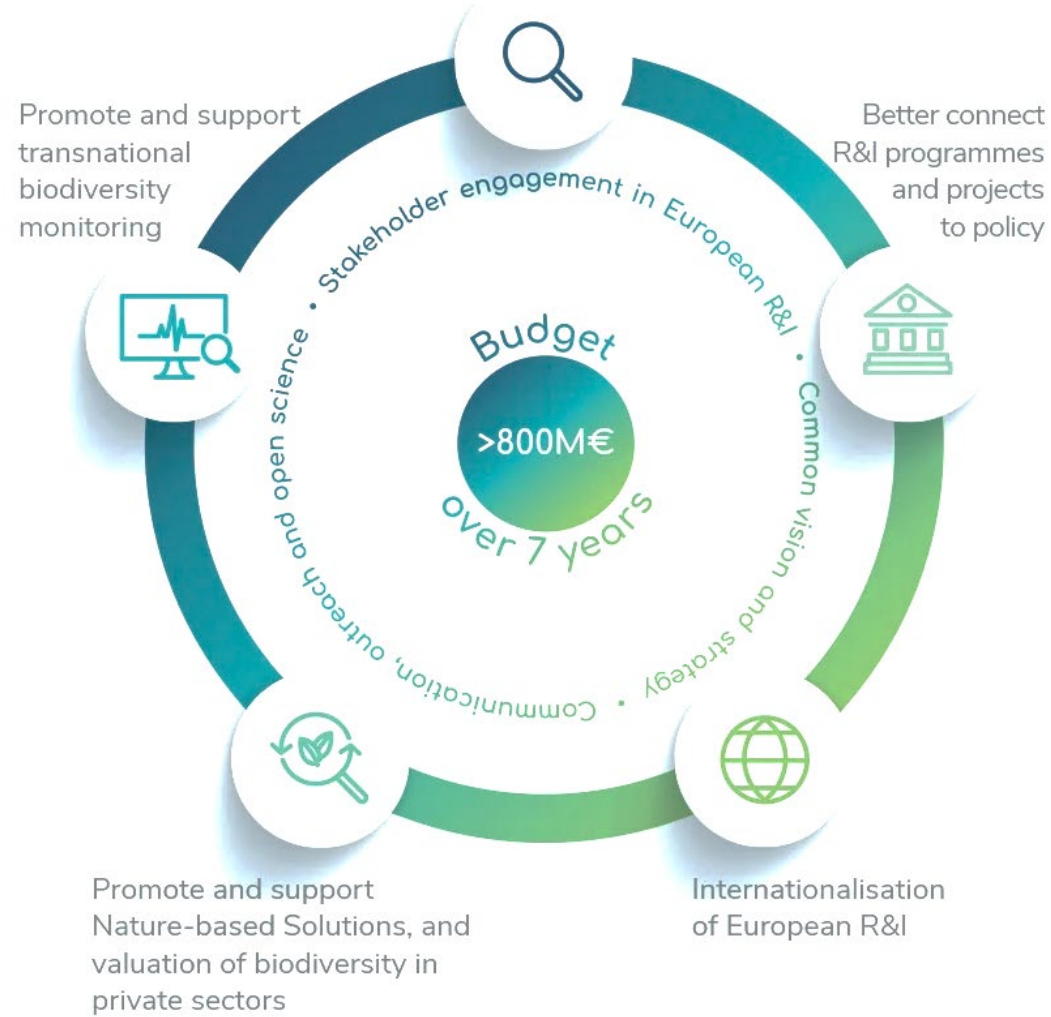 Promote and support
transnational
biodiversity
monitoring
Better connect
R&I programmes
and projects
to policy
• Stakeholder engagement in European R&I
• Common vision and strategy
• Communication, outreach and open science
Budget
>800M€
over 7 years
Promote and support
Nature-based Solutions, and
valuation of biodiversity in
private sectors
Internationalisation
of European R&I